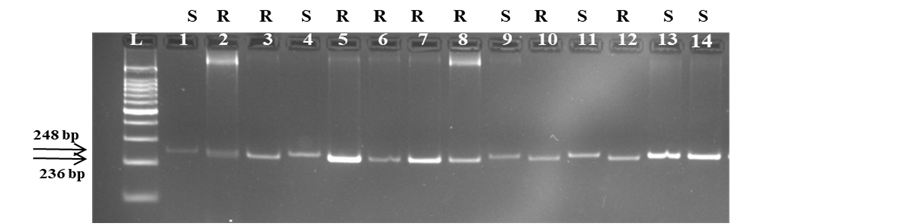 S R R S R R R R S R S R S S
L 1 2 3 4 5 6 7 8 9 10 11 12 13 14
248 bp
236 bp